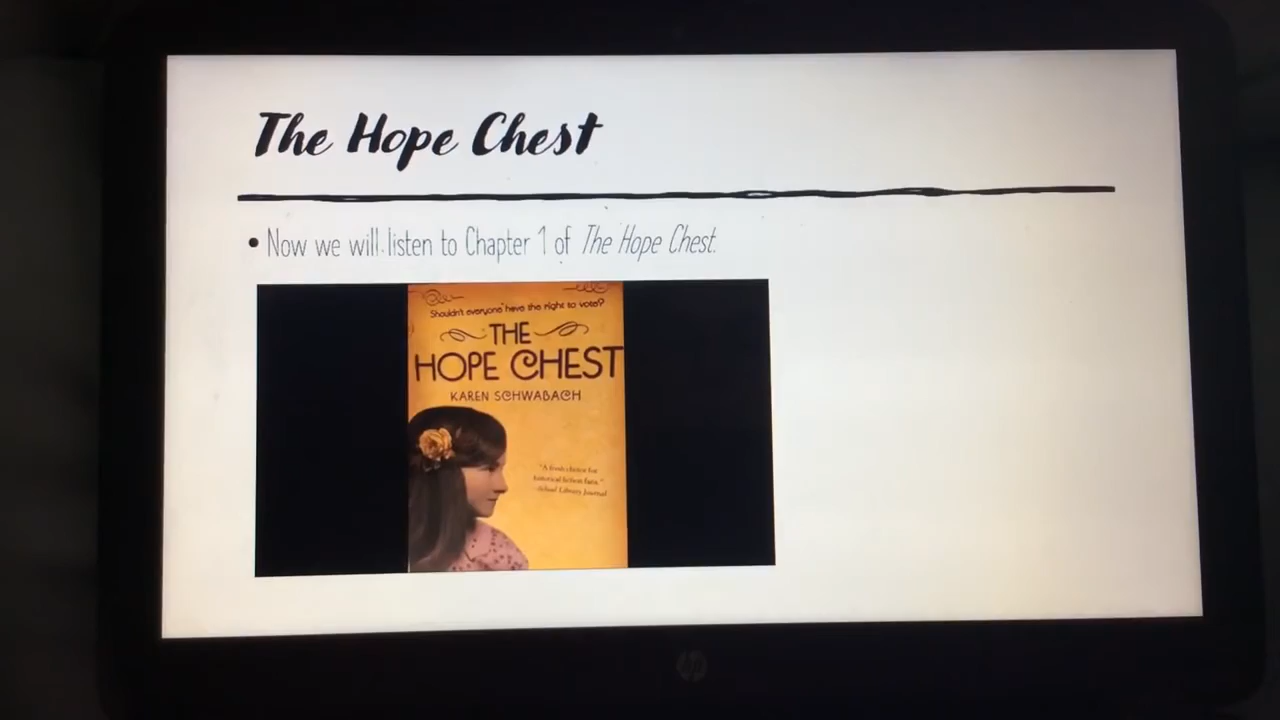 The Hope Chest
• Now we will listen to Chapter 1 of The Hope Chest.
Shouldn't everyone have the right to vote?
THE
HOPE CHEST
KAREN SCHWABACH
"A fresh choice for
historical fiction fans."
-School Library Journal
hp